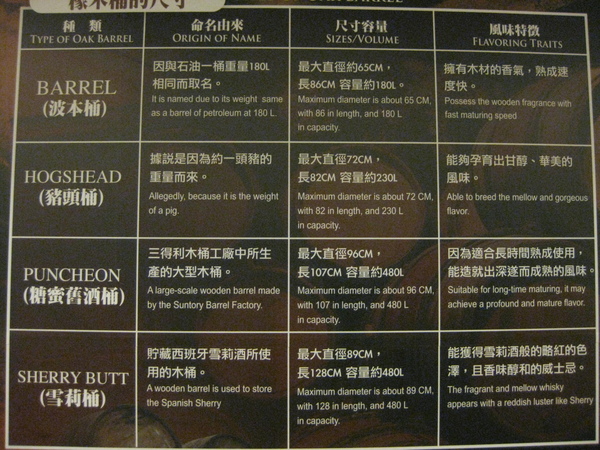 橡木桶的尺寸
OAK BARREL
種 類
TYPE OF OAK BARREL
命名由來
ORIGIN OF NAME
尺寸容量
SIZES/VOLUME
風味特徵
FLAVORING TRAITS
BARREL
(波本桶)
因與石油一桶重量180L
相同而取名。
It is named due to its weight same
as a barrel of petroleum at 180 L.
最大直徑約65CM,
長86CM 容量約180L。
Maximum diameter is about 65 CM,
with 86 in length, and 180 L
in capacity.
擁有木材的香氣，熟成速
度快。
Possess the wooden fragrance with
fast maturing speed
HOGSHEAD
(豬頭桶)
據説是因為約一頭豬的
重量而來。
Allegedly, because it is the weight
of a pig.
最大直徑72CM,
長82CM 容量約230L
Maximum diameter is about 72 CM,
with 82 in length, and 230 L
in capacity.
能夠孕育出甘醇、華美的
風味。
Able to breed the mellow and gorgeous
flavor.
PUNCHEON
(糖蜜舊酒桶)
三得利木桶工廠中所生
產的大型木桶。
A large-scale wooden barrel made
by the Suntory Barrel Factory.
最大直徑96CM,
長107CM 容量約480L
Maximum diameter is about 96 CM,
with 107 in length, and 480 L
in capacity.
因為適合長時間熟成使用，
能造就出深遂而成熟的風味。
Suitable for long-time maturing, it may
achieve a profound and mature flavor.
SHERRY BUTT
(雪莉桶)
貯藏西班牙雪莉酒所使
用的木桶。
A wooden barrel is used to store
the Spanish Sherry
最大直徑89CM,
長128CM 容量約480L
Maximum diameter is about 89 CM,
with 128 in length, and 480 L
in capacity.
能獲得雪莉酒般的略紅的色
澤，且香味醇和的威士忌。
The fragrant and mellow whisky
appears with a reddish luster like Sherry